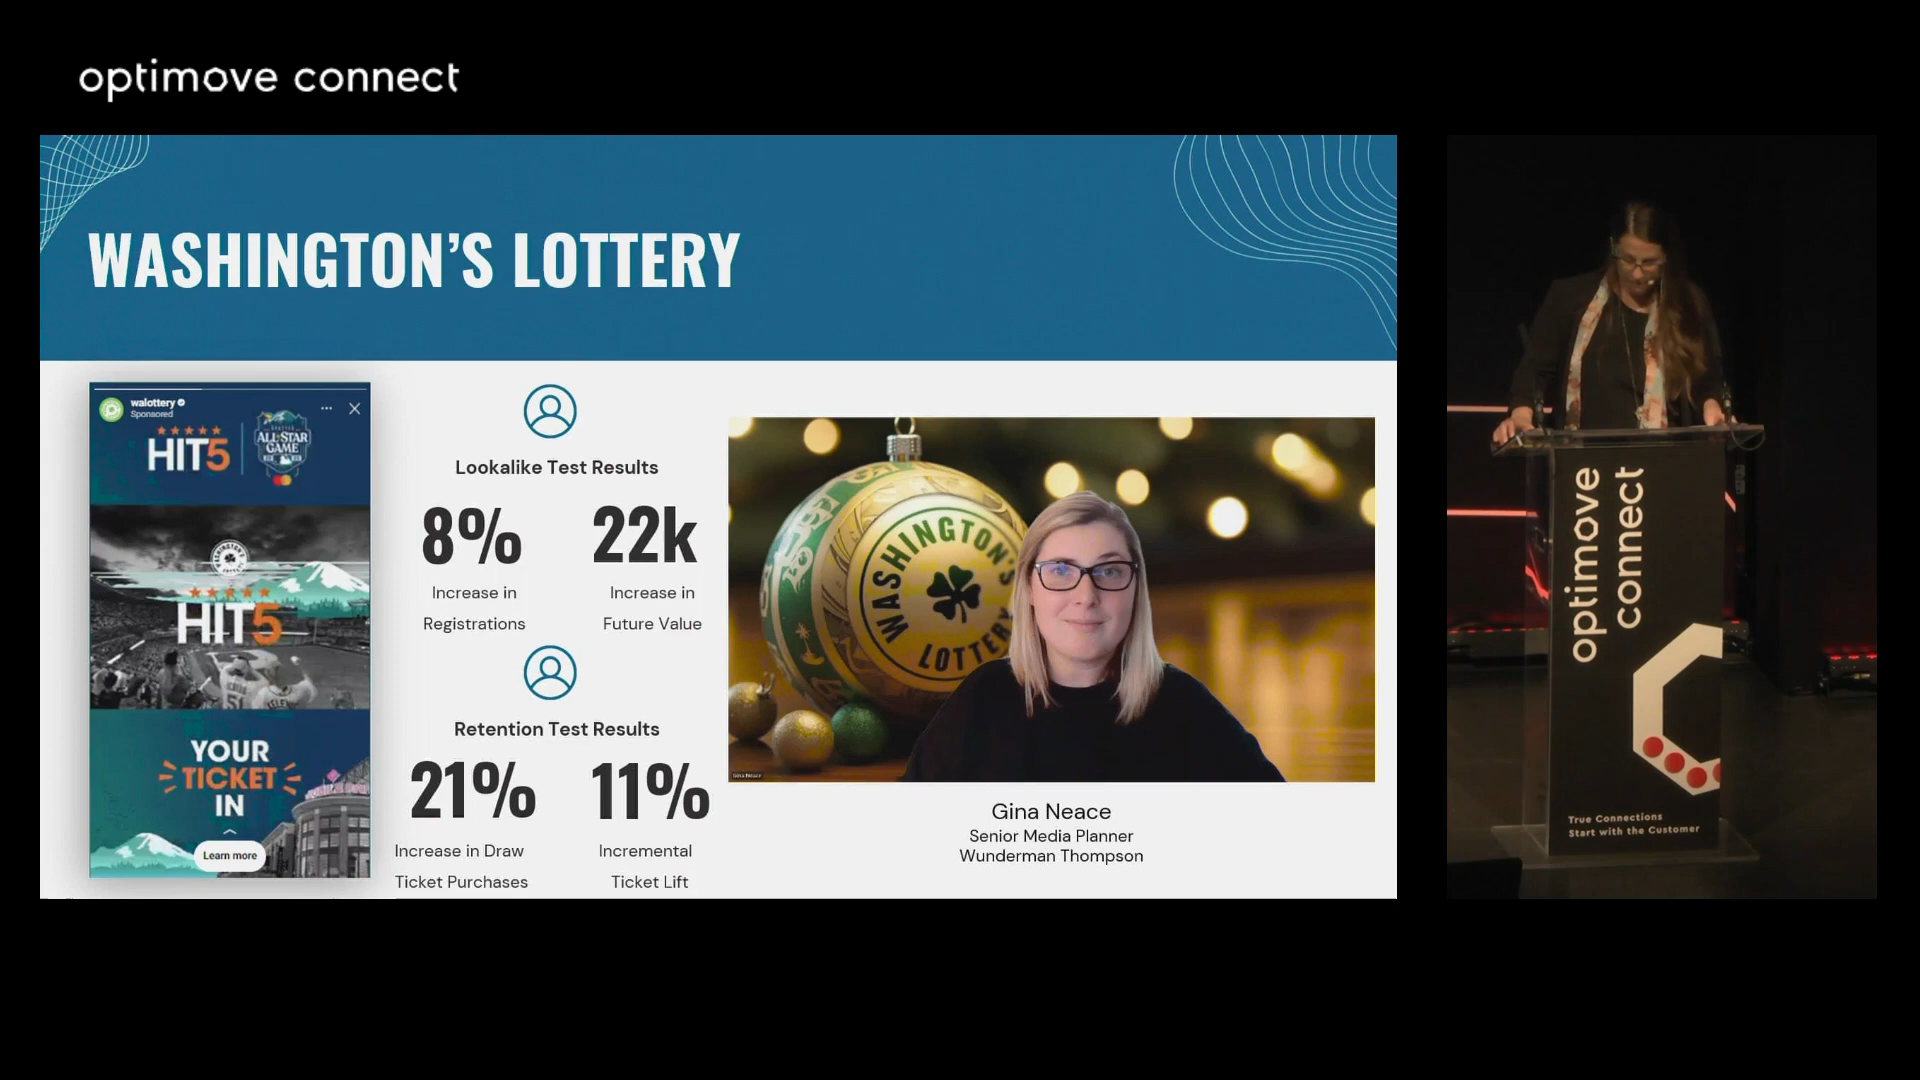 optimove connect
WASHINGTON'S LOTTERY
walottery
Sponsored
HIT5
ALL-STAR
GAME
WASHINGTON'S
HIT5
YOUR
TICKET
IN
Learn more
Lookalike Test Results
8%
22k
Increase in
Registrations
Increase in
Future Value
Retention Test Results
21%
11%
Increase in Draw
Ticket Purchases
Incremental
Ticket Lift
WASHINGTON'S
LOTTERY
Gina Neace
Gina Neace
Senior Media Planner
Wunderman Thompson
optimove
connect
True Connections
Start with the Customer